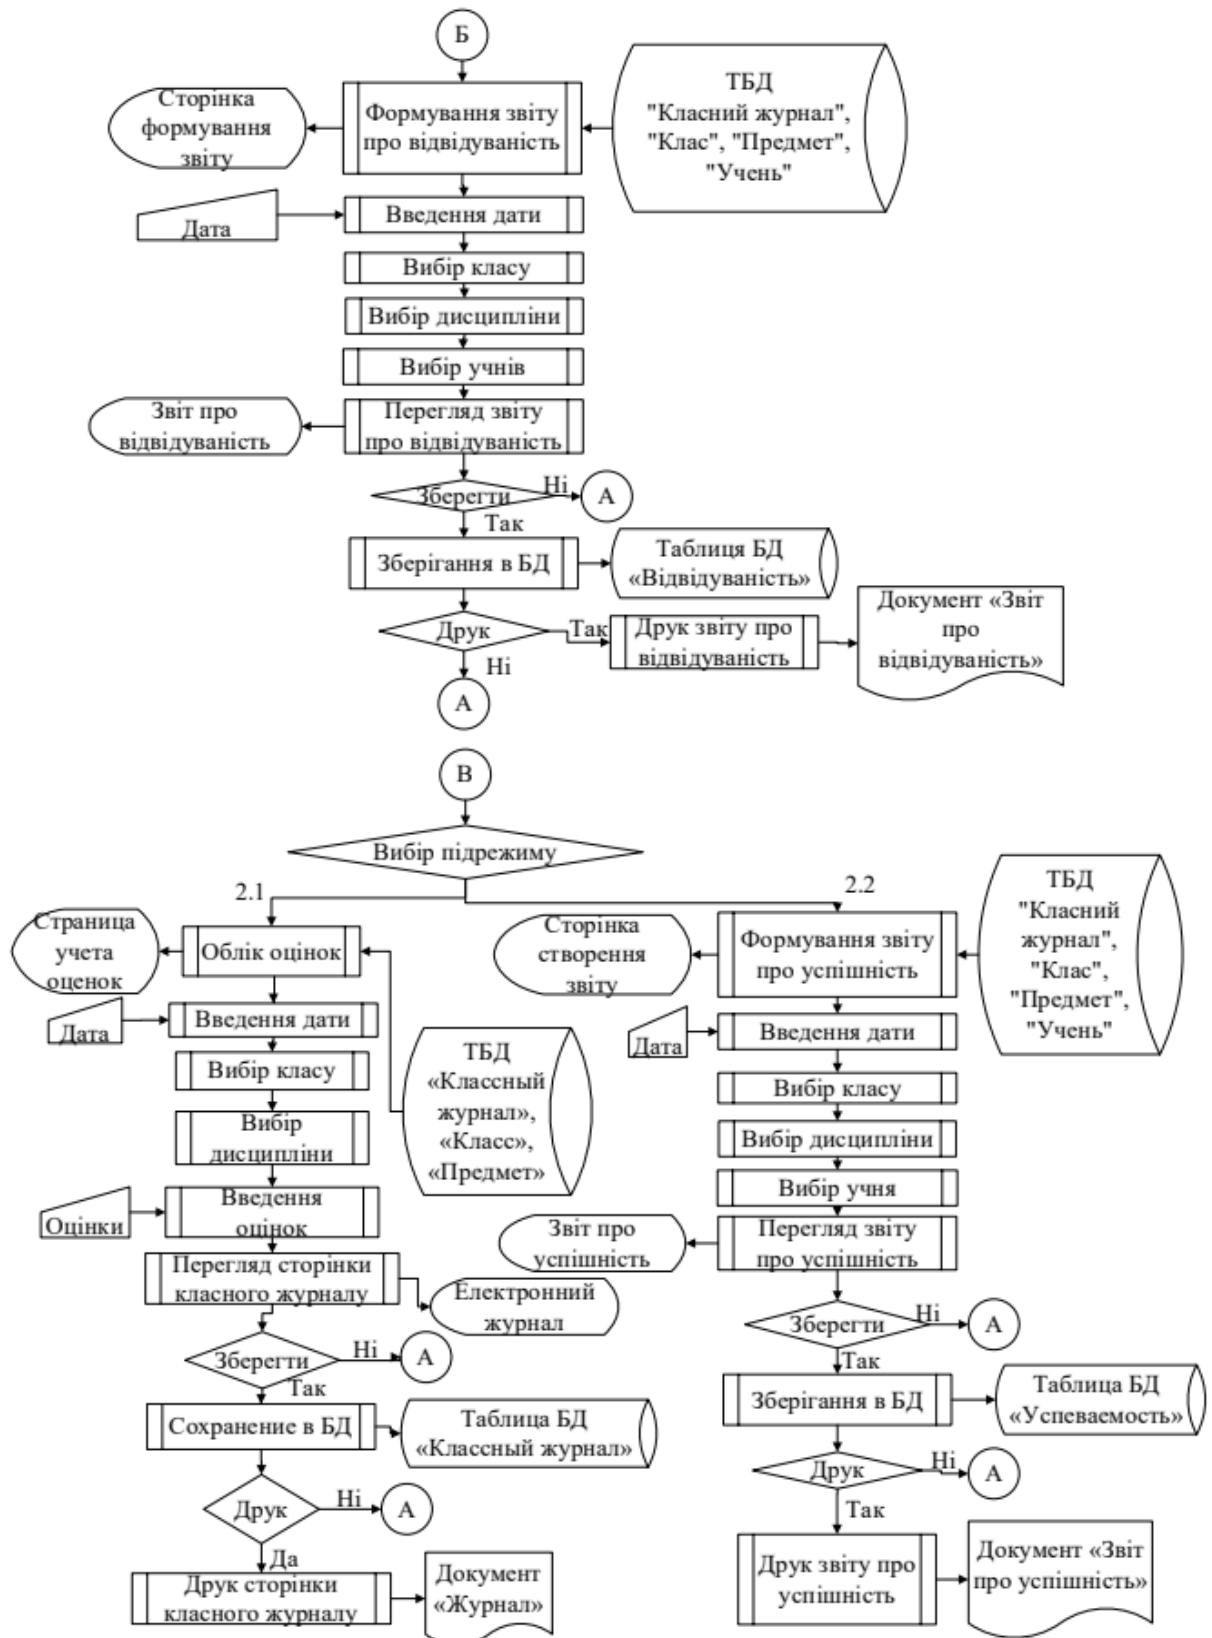 Б
ТБД
"Класний журнал",
"Клас", "Предмет",
"Учень"
Сторінка
формування
звіту
Формування звіту
про відвідуваність
Дата
Введення дати
Вибір класу
Вибір дисципліни
Вибір учнів
Звіт про
відвідуваність
Перегляд звіту
про відвідуваність
Зберегти
Ні
А
Так
Зберігання в БД
Таблиця БД
«Відвідуваність»
Друк
Так
Друк звіту про
відвідуваність
Документ «Звіт
про
відвідуваність»
Ні
А
В
Вибір підрежиму
2.1
2.2
Страница
учета
оценок
Облік оцінок
Дата
Введення дати
Вибір класу
ТБД
«Классный
журнал»,
«Класс»,
«Предмет»
Вибір
дисципліни
Оцінки
Введення
оцінок
Перегляд сторінки
класного журналу
Електронний
журнал
Зберегти
Ні
А
Так
Сохранение в БД
Таблица БД
«Классный журнал»
Друк
Ні
А
Да
Друк сторінки
класного журналу
Документ
«Журнал»
Сторінка
створення
звіту
Формування звіту
про успішність
ТБД
"Класний
журнал",
"Клас",
"Предмет",
"Учень"
Дата
Введення дати
Вибір класу
Вибір дисципліни
Вибір учня
Звіт про
успішність
Перегляд звіту
про успішність
Зберегти
Ні
А
Так
Зберігання в БД
Таблица БД
«Успеваемость»
Друк
Ні
А
Так
Друк звіту про
успішність
Документ «Звіт
про успішність»